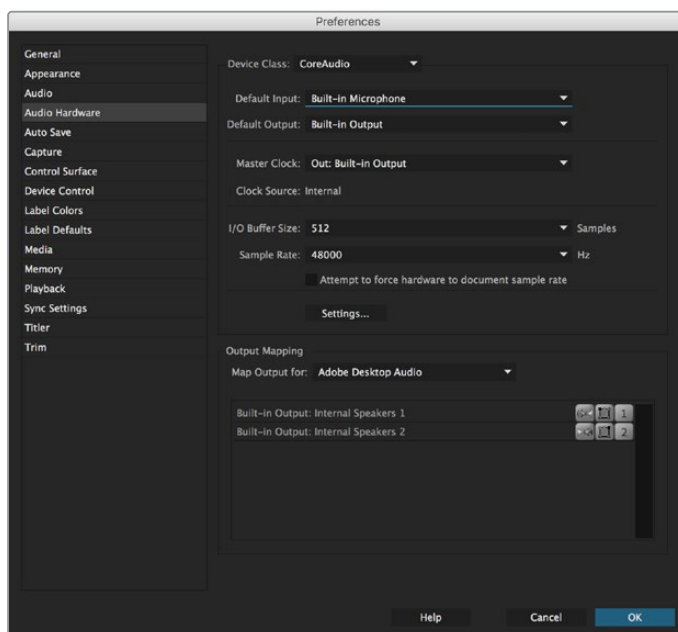 Preferences
General
Appearance
Audio
Audio Hardware
Auto Save
Capture
Control Surface
Device Control
Label Colors
Label Defaults
Media
Memory
Playback
Sync Settings
Titler
Trim
Device Class: CoreAudio
Default Input: Built-in Microphone
Default Output: Built-in Output
Master Clock: Out: Built-in Output
Clock Source: Internal
I/O Buffer Size: 512 Samples
Sample Rate: 48000 Hz
Attempt to force hardware to document sample rate
Settings...
Output Mapping
Map Output for: Adobe Desktop Audio
Built-in Output: Internal Speakers 1 1
Built-in Output: Internal Speakers 2 2
Help Cancel OK